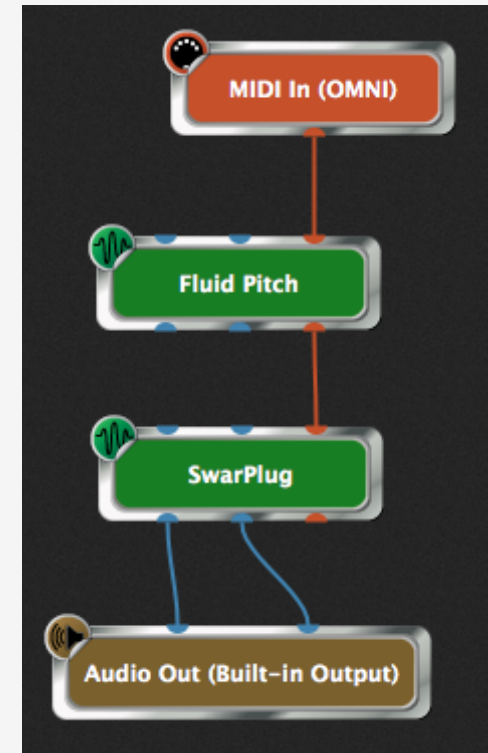 MIDI In (OMNI)
Fluid Pitch
SwarPlug
Audio Out (Built-in Output)